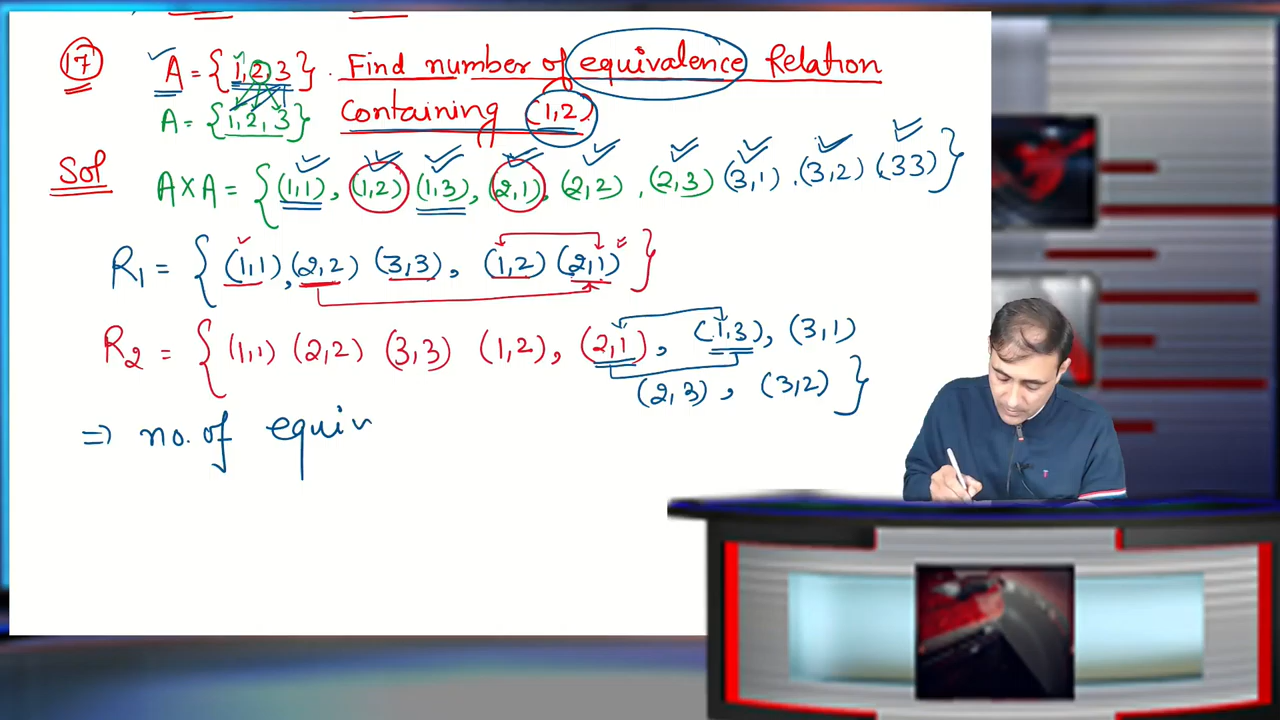 17 A = {1,2,3} . Find number of equivalence Relation
A = {1,2,3} containing (1,2)
Sol A×A = {(1,1), (1,2) (1,3), (2,1), (2,2) , (2,3) (3,1) . (3,2) (,33)}
R1 = {(1,1), (2,2) (3,3), (1,2) (2,1)}
R2 = {(1,1) (2,2) (3,3) (1,2), (2,1), (1,3), (3,1)
(2,3) , (3,2)}
⇒ no. of equiv